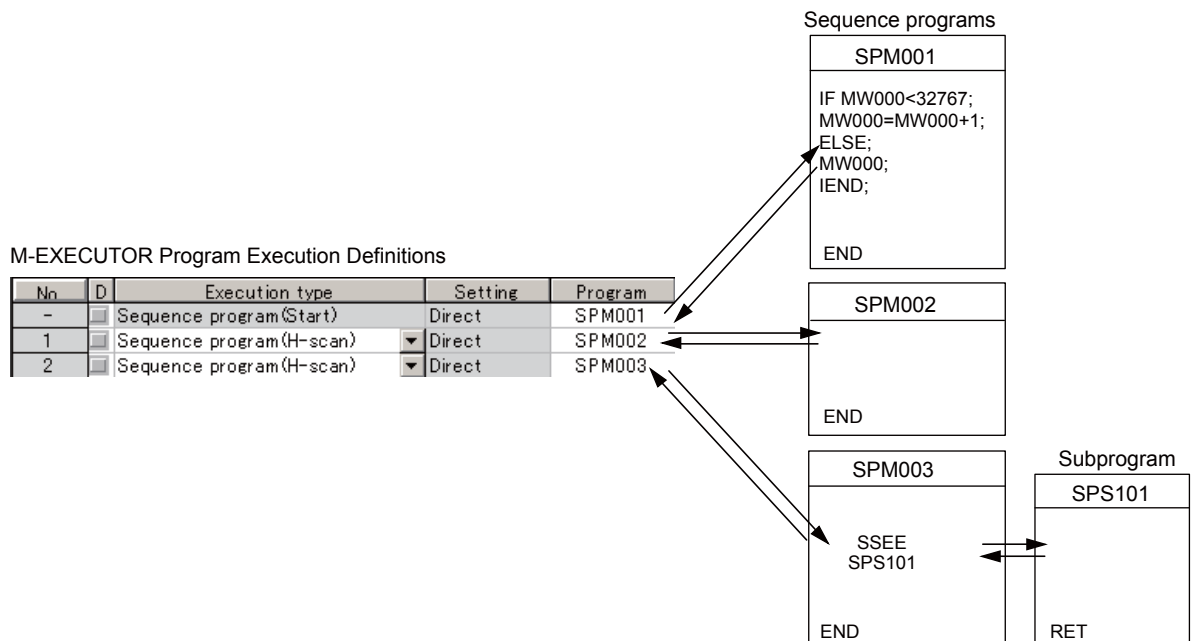 Sequence programs
SPM001
IF MW000<32767;
MW000=MW000+1;
ELSE;
MW000;
IEND;
END
M-EXECUTOR Program Execution Definitions
No D Execution type Setting Program
- Sequence program(Start) Direct SPM001
1 Sequence program(H-scan) Direct SPM002
2 Sequence program(H-scan) Direct SPM003
SPM002
END
SPM003
SSEE
SPS101
END
Subprogram
SPS101
RET